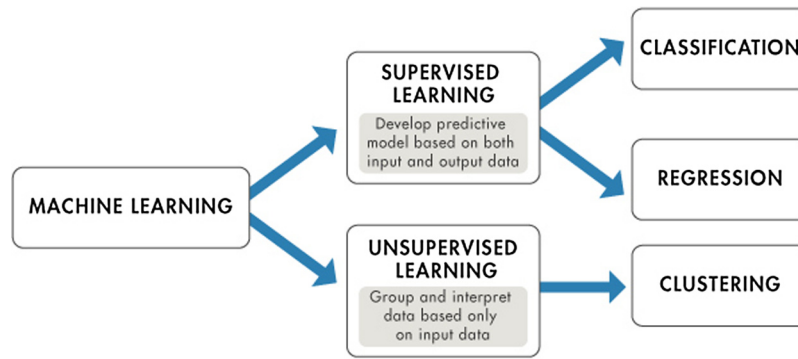 MACHINE LEARNING
SUPERVISED
LEARNING
Develop predictive
model based on both
input and output data
UNSUPERVISED
LEARNING
Group and interpret
data based only
on input data
CLASSIFICATION
REGRESSION
CLUSTERING